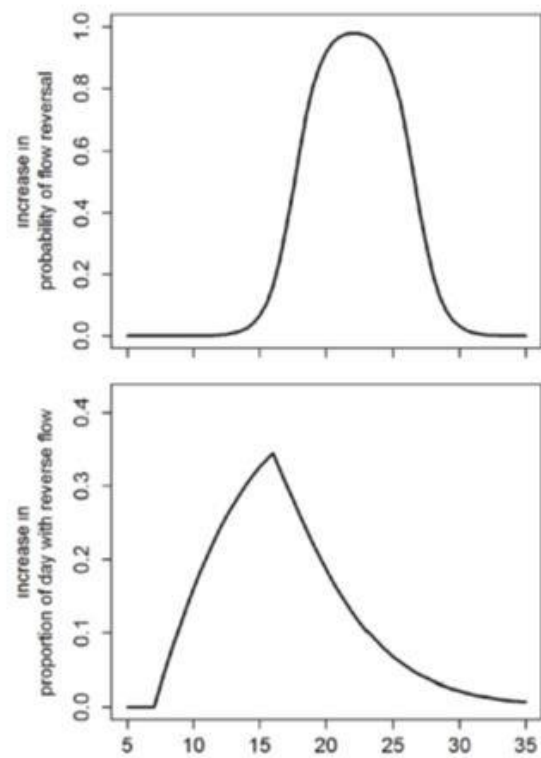 increase in
probability of flow reversal
0.0 0.2 0.4 0.6 0.8 1.0
increase in
proportion of day with reverse flow
0.0 0.1 0.2 0.3 0.4
5 10 15 20 25 30 35